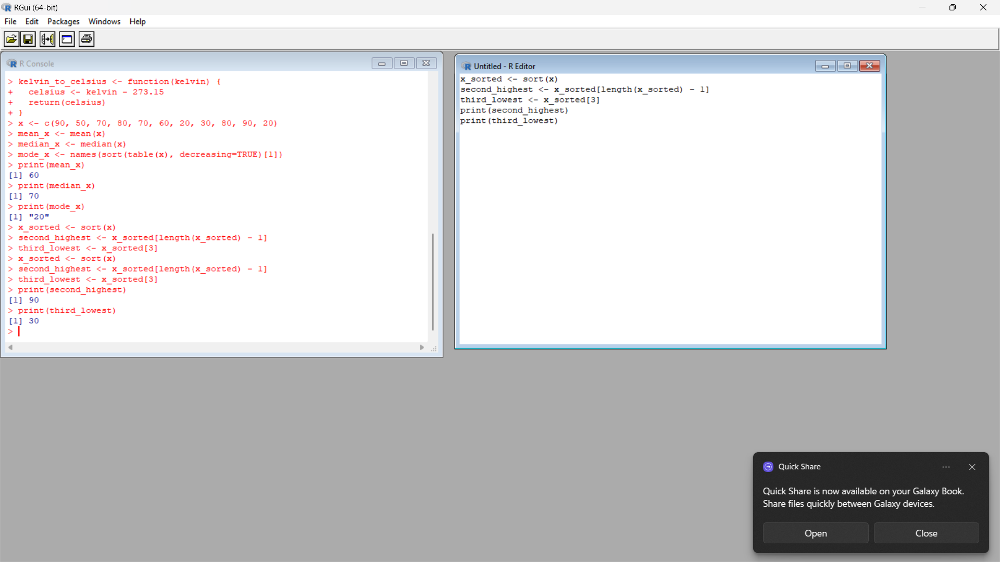 RGui (64-bit)
File Edit Packages Windows Help
R Console
> kelvin_to_celsius <- function(kelvin) {
+   celsius <- kelvin - 273.15
+   return(celsius)
+ }
> x <- c(90, 50, 70, 80, 70, 60, 20, 30, 80, 90, 20)
> mean_x <- mean(x)
> median_x <- median(x)
> mode_x <- names(sort(table(x), decreasing=TRUE)[1])
> print(mean_x)
[1] 60
> print(median_x)
[1] 70
> print(mode_x)
[1] "20"
> x_sorted <- sort(x)
> second_highest <- x_sorted[length(x_sorted) - 1]
> third_lowest <- x_sorted[3]
> x_sorted <- sort(x)
> second_highest <- x_sorted[length(x_sorted) - 1]
> third_lowest <- x_sorted[3]
> print(second_highest)
[1] 90
> print(third_lowest)
[1] 30
>
Untitled - R Editor
x_sorted <- sort(x)
second_highest <- x_sorted[length(x_sorted) - 1]
third_lowest <- x_sorted[3]
print(second_highest)
print(third_lowest)
Quick Share
Quick Share is now available on your Galaxy Book.
Share files quickly between Galaxy devices.
Open Close